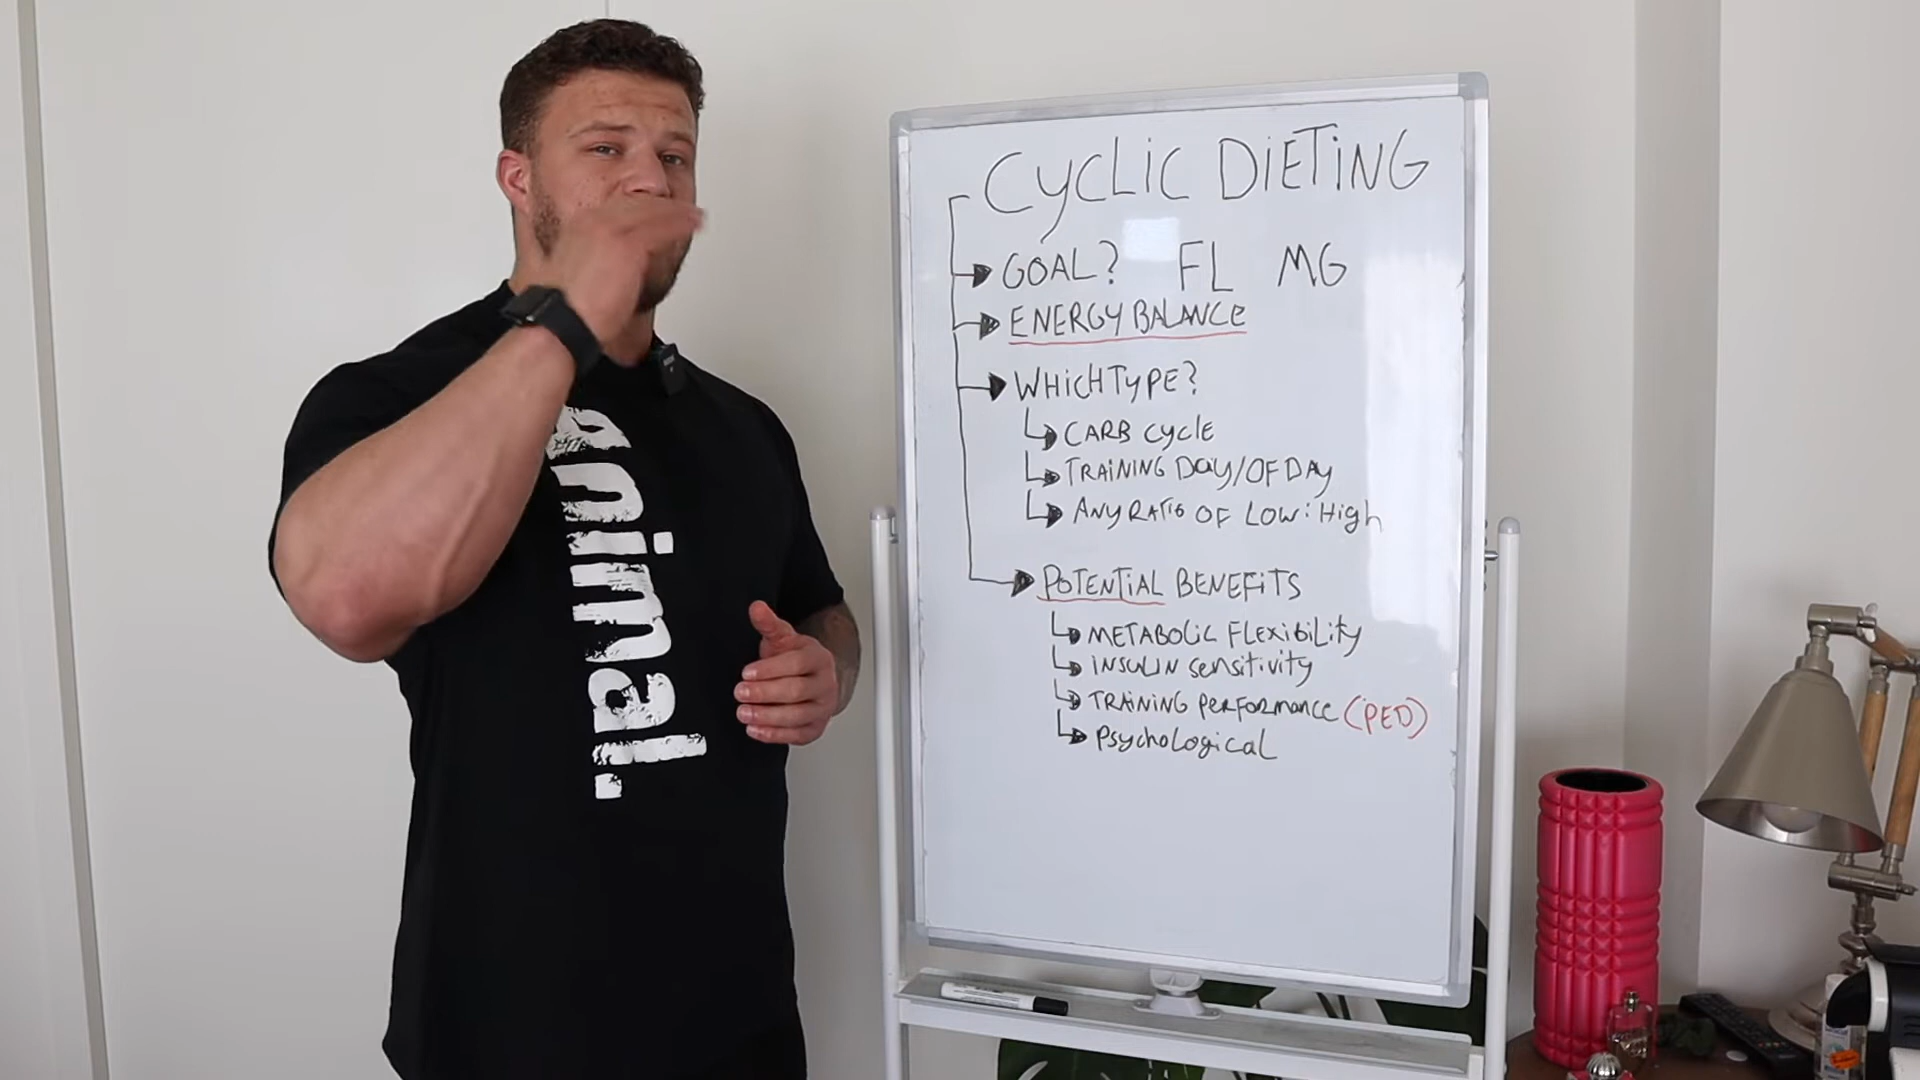 animal.
CYCLIC DIETING
GOAL? FL MG
ENERGY BALANCE
WHICH TYPE?
CARB CYCLE
TRAINING DAY/OF DAY
ANY RATIO OF LOW:HIGH
POTENTIAL BENEFITS
METABOLIC FLEXIBILITY
INSULIN SENSITIVITY
TRAINING PERFORMANCE (PED)
PSYCHOLOGICAL